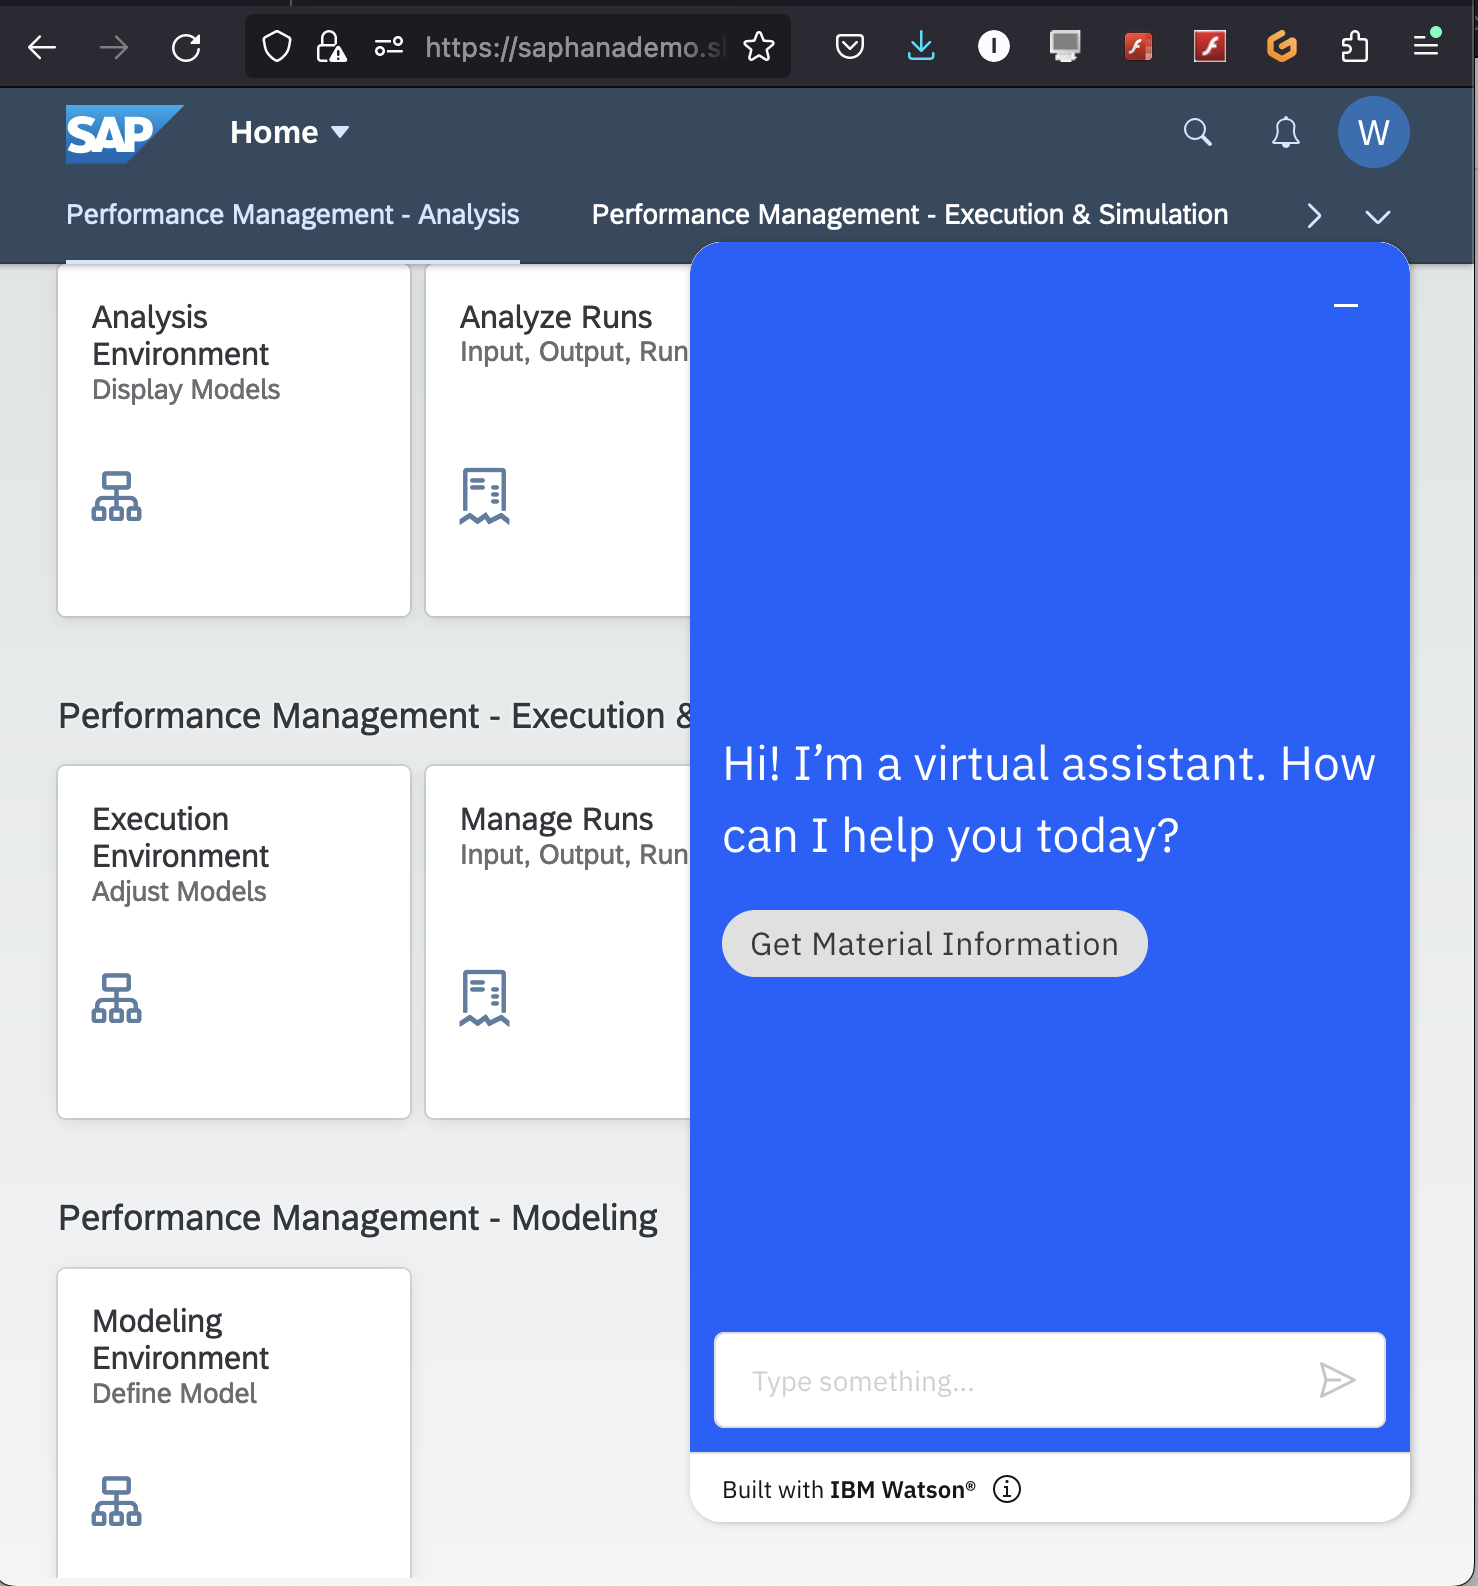 https://saphanademo.s
SAP
Home
W
Performance Management - Analysis
Performance Management - Execution & Simulation
Analysis
Environment
Display Models
Analyze Runs
Input, Output, Run
Performance Management - Execution &
Execution
Environment
Adjust Models
Manage Runs
Input, Output, Run
Performance Management - Modeling
Modeling
Environment
Define Model
Hi! I’m a virtual assistant. How
can I help you today?
Get Material Information
Type something...
Built with IBM Watson®